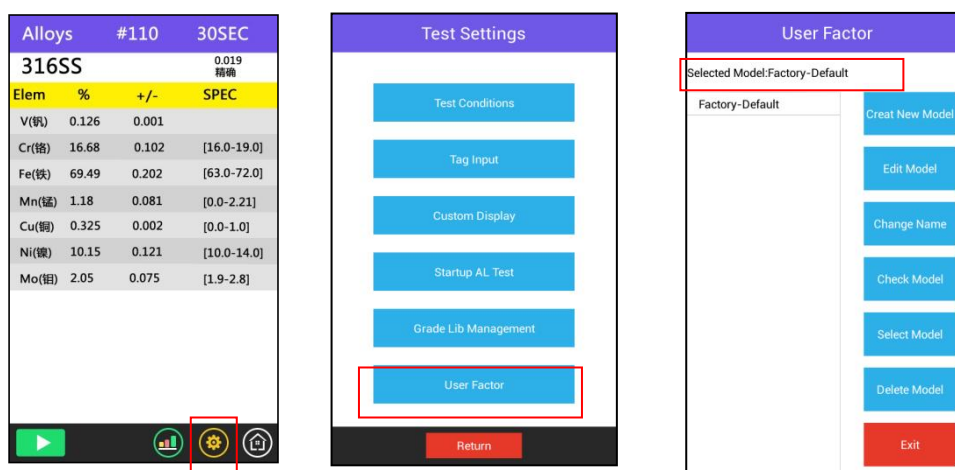 Alloys #110 30SEC
316SS 0.019
精确
Elem % +/- SPEC
V(钒) 0.126 0.001
Cr(铬) 16.68 0.102 [16.0-19.0]
Fe(铁) 69.49 0.202 [63.0-72.0]
Mn(锰) 1.18 0.081 [0.0-2.21]
Cu(铜) 0.325 0.002 [0.0-1.0]
Ni(镍) 10.15 0.121 [10.0-14.0]
Mo(钼) 2.05 0.075 [1.9-2.8]
Test Settings
Test Conditions
Tag Input
Custom Display
Startup AL Test
Grade Lib Management
User Factor
Return
User Factor
Selected Model:Factory-Default
Factory-Default
Creat New Model
Edit Model
Change Name
Check Model
Select Model
Delete Model
Exit